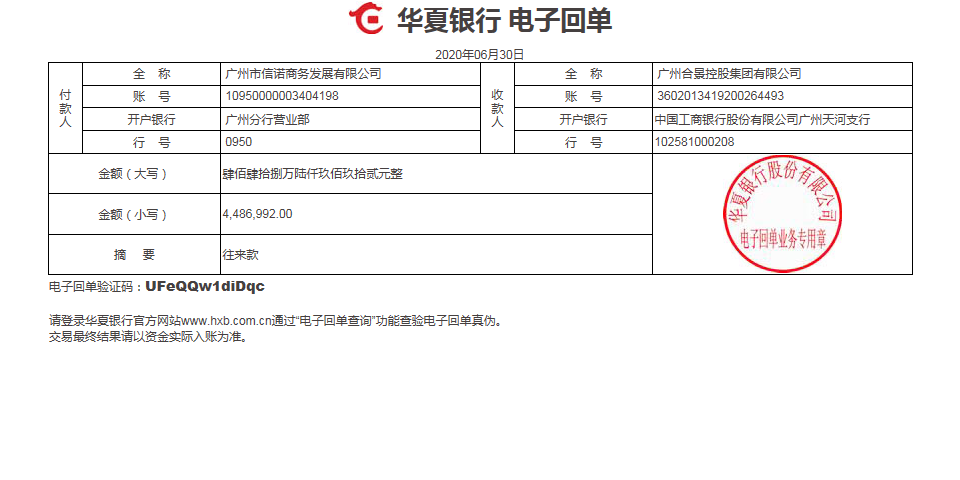 华夏银行 电子回单
2020年06月30日
付款人
全 称 广州市信诺商务发展有限公司
账 号 10950000003404198
开户银行 广州分行营业部
行 号 0950
收款人
全 称 广州合景控股集团有限公司
账 号 3602013419200264493
开户银行 中国工商银行股份有限公司广州天河支行
行 号 102581000208
金额（大写） 肆佰肆拾捌万陆仟玖佰玖拾贰元整
金额（小写） 4,486,992.00
摘 要 往来款
华夏银行股份有限公司
电子回单业务专用章
电子回单验证码：UFeQQw1diDqc
请登录华夏银行官方网站www.hxb.com.cn通过“电子回单查询”功能查验电子回单真伪。
交易最终结果请以资金实际入账为准。